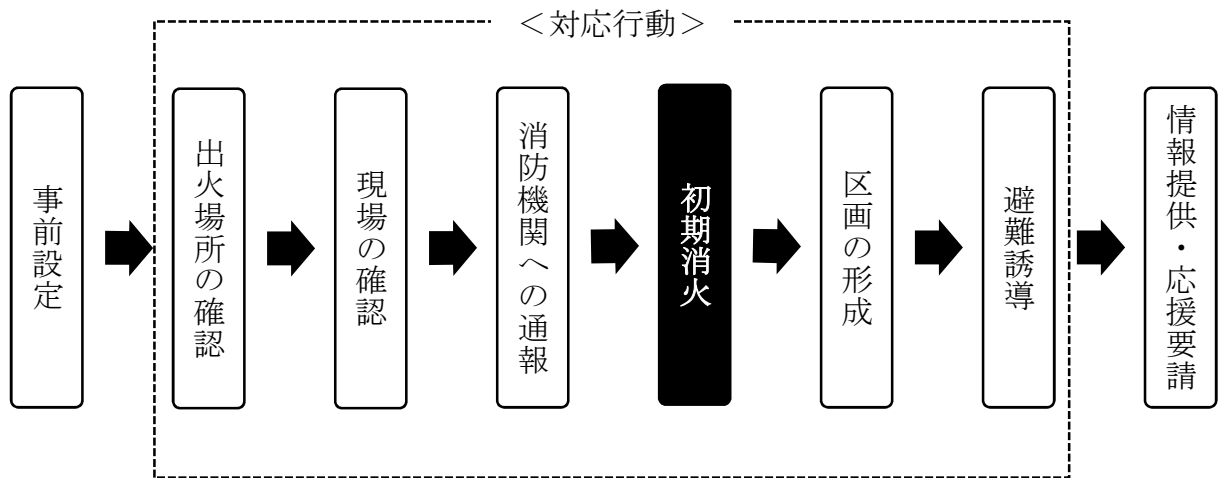 ＜対応行動＞
事前設定
出火場所の確認
現場の確認
消防機関への通報
初期消火
区画の形成
避難誘導
情報提供・応援要請